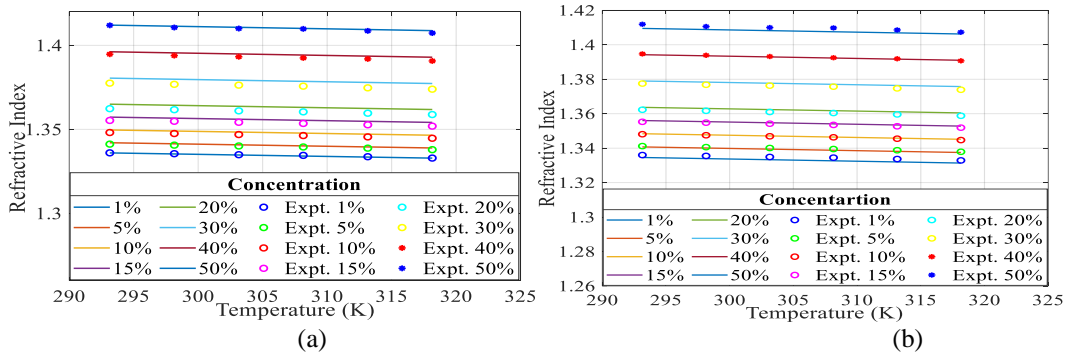 1.4
1.35
1.3
Refractive Index
Concentration
1% 20% Expt. 1% Expt. 20%
5% 30% Expt. 5% Expt. 30%
10% 40% Expt. 10% Expt. 40%
15% 50% Expt. 15% Expt. 50%
290 295 300 305 310 315 320 325
Temperature (K)
(a)
1.42
1.4
1.38
1.36
1.34
1.32
1.3
1.28
1.26
Refractive Index
Concentartion
1% 20% Expt. 1% Expt. 20%
5% 30% Expt. 5% Expt. 30%
10% 40% Expt. 10% Expt. 40%
15% 50% Expt. 15% Expt. 50%
290 295 300 305 310 315 320 325
Temperature (K)
(b)